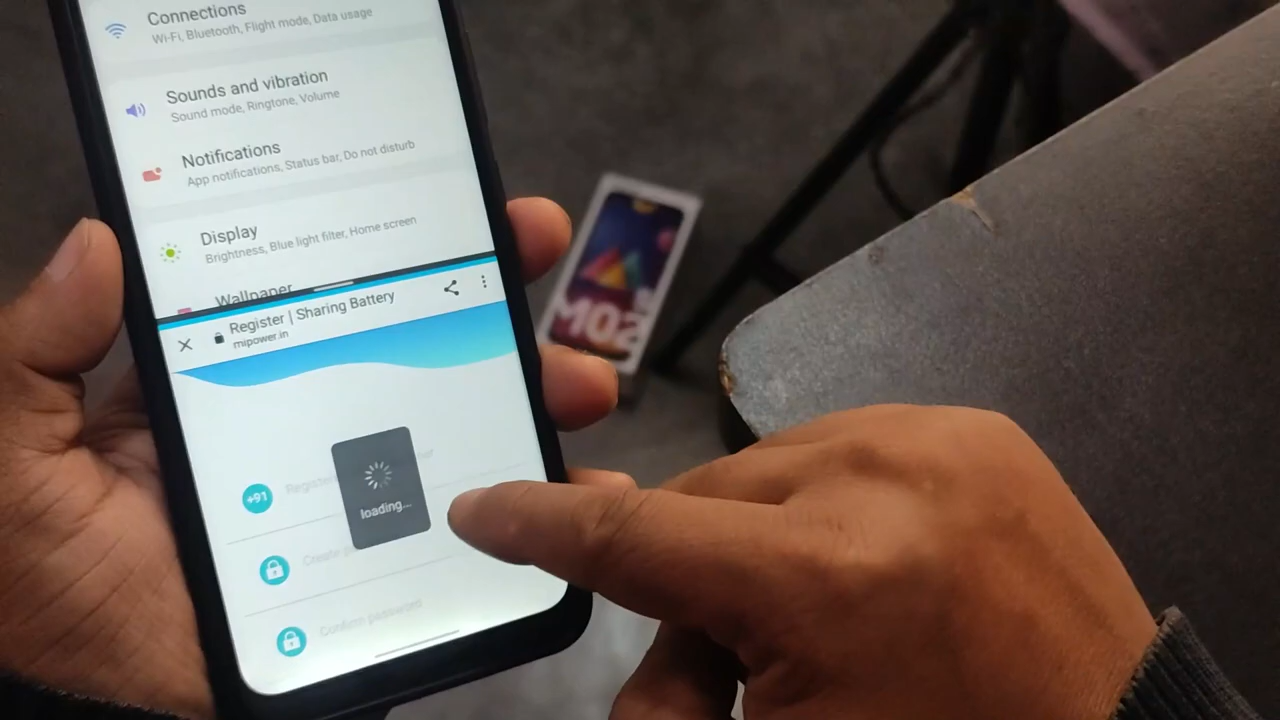 Connections
Wi-Fi, Bluetooth, Flight mode, Data usage
Sounds and vibration
Sound mode, Ringtone, Volume
Notifications
App notifications, Status bar, Do not disturb
Display
Brightness, Blue light filter, Home screen
Wallpaper
Register | Sharing Battery
mipower.in
+91
loading...
Confirm password
M02